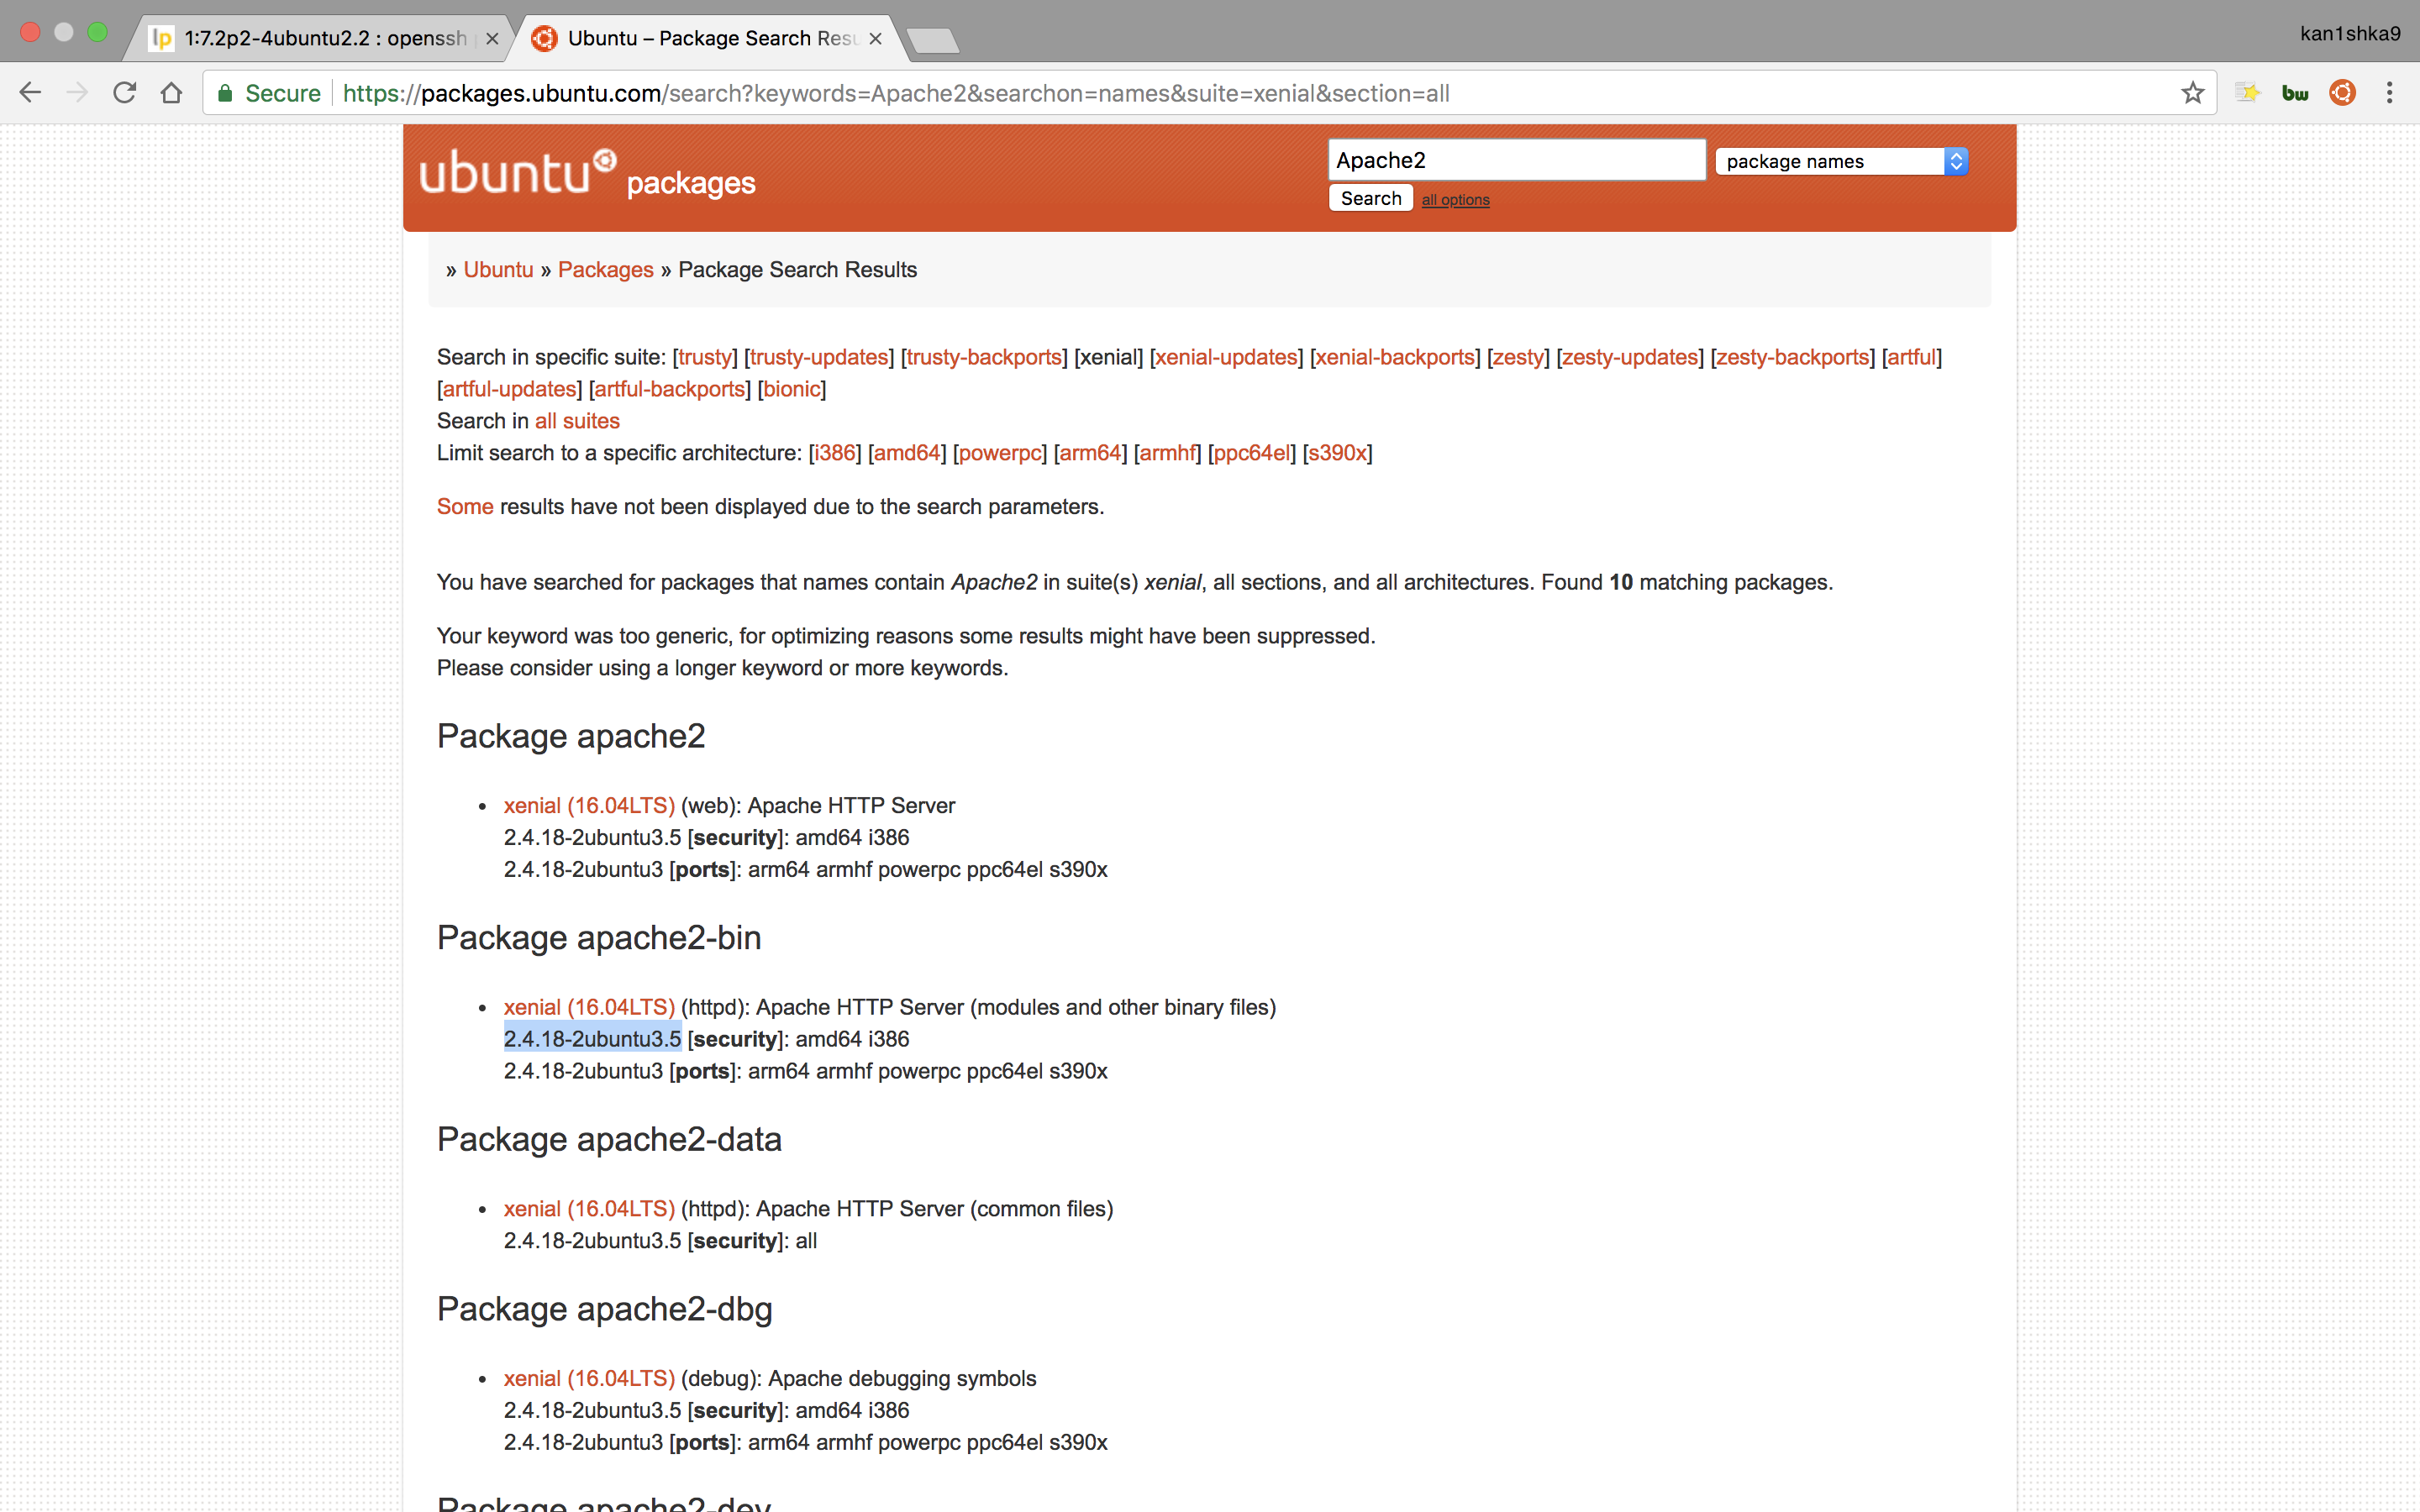 1:7.2p2-4ubuntu2.2 : openssh
Ubuntu – Package Search Resu
kan1shka9
Secure
https://packages.ubuntu.com/search?keywords=Apache2&searchon=names&suite=xenial&section=all
bw
ubuntu packages
Apache2
package names
Search
all options
» Ubuntu » Packages » Package Search Results
Search in specific suite: [trusty] [trusty-updates] [trusty-backports] [xenial] [xenial-updates] [xenial-backports] [zesty] [zesty-updates] [zesty-backports] [artful]
[artful-updates] [artful-backports] [bionic]
Search in all suites
Limit search to a specific architecture: [i386] [amd64] [powerpc] [arm64] [armhf] [ppc64el] [s390x]
Some results have not been displayed due to the search parameters.
You have searched for packages that names contain Apache2 in suite(s) xenial, all sections, and all architectures. Found 10 matching packages.
Your keyword was too generic, for optimizing reasons some results might have been suppressed.
Please consider using a longer keyword or more keywords.
Package apache2
• xenial (16.04LTS) (web): Apache HTTP Server
2.4.18-2ubuntu3.5 [security]: amd64 i386
2.4.18-2ubuntu3 [ports]: arm64 armhf powerpc ppc64el s390x
Package apache2-bin
• xenial (16.04LTS) (httpd): Apache HTTP Server (modules and other binary files)
2.4.18-2ubuntu3.5 [security]: amd64 i386
2.4.18-2ubuntu3 [ports]: arm64 armhf powerpc ppc64el s390x
Package apache2-data
• xenial (16.04LTS) (httpd): Apache HTTP Server (common files)
2.4.18-2ubuntu3.5 [security]: all
Package apache2-dbg
• xenial (16.04LTS) (debug): Apache debugging symbols
2.4.18-2ubuntu3.5 [security]: amd64 i386
2.4.18-2ubuntu3 [ports]: arm64 armhf powerpc ppc64el s390x
Package apache2-dev